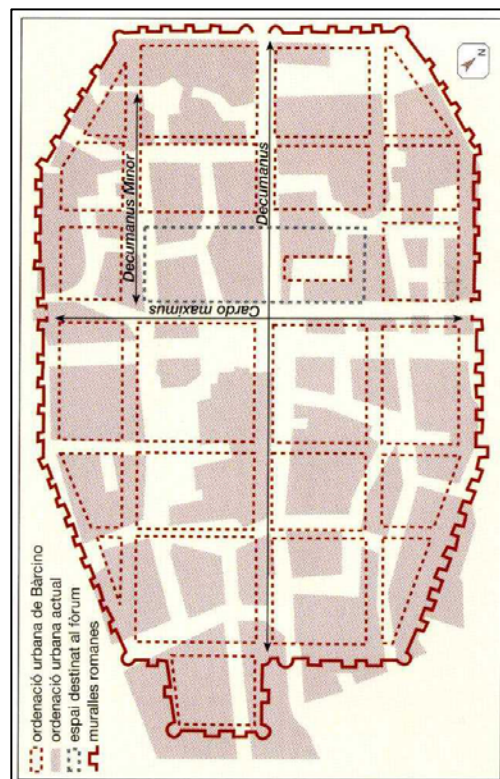 ordenació urbana de Bàrcino
ordenació urbana actual
espai destinat al fòrum
muralles romanes
Decumanus Minor
Decumanus
Cardo maximus
N